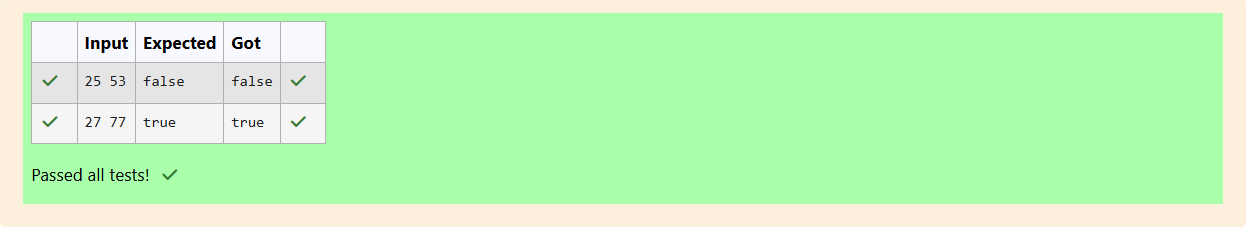 Input Expected Got
25 53 false false
27 77 true true
Passed all tests!